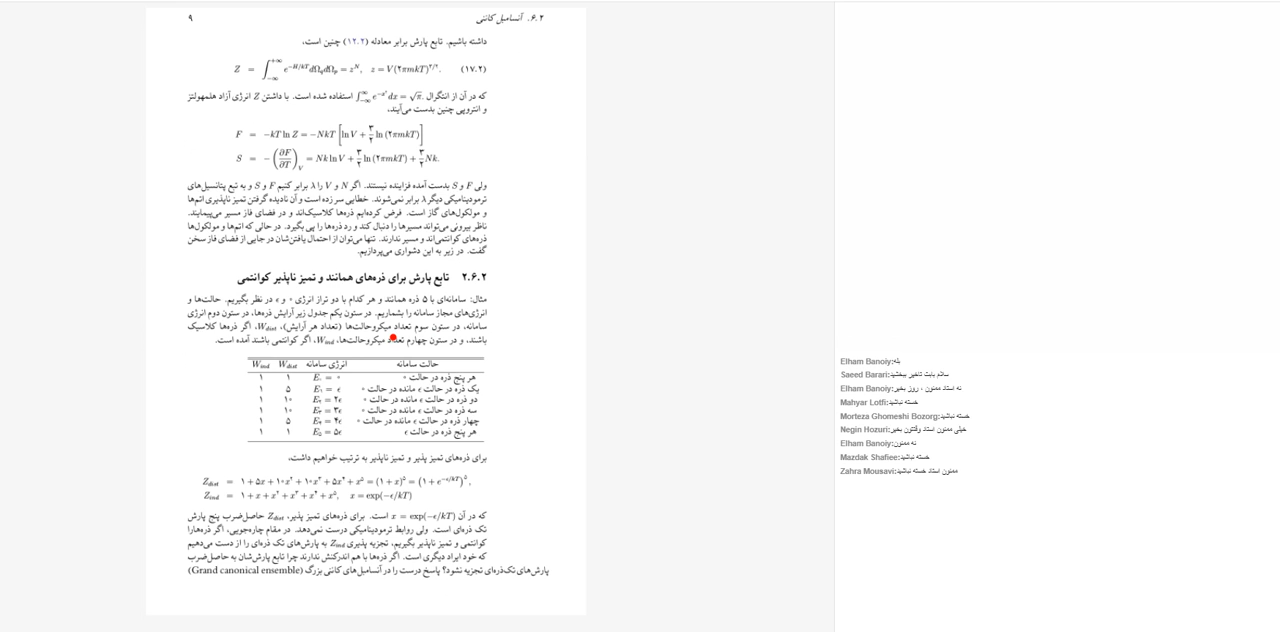 ۲.۶. آنسامبل کانُنی ۹
داشته باشیم. تابع پارش برابر معادله (۱۲.۲) چنین است،
Z = ∫_{−∞}^{+∞} e^{−H/kT} dΩ_q dΩ_p = z^N, z = V(۲πmkT)^{۳/۲}. (۱۷.۲)
که در آن از انتگرال ∫_{−∞}^{∞} e^{−x²} dx = √π. استفاده شده است. با داشتن Z انرژی آزاد هلمهولتز
و انتروپی چنین بدست می‌آیند،
F = −kT ln Z = −NkT [ln V + ۳/۲ ln (۲πmkT)]
S = −(∂F/∂T)_V = Nk ln V + ۳/۲ ln (۲πmkT) + ۳/۲ Nk.
ولی F و S بدست آمده فزاینده نیستند. اگر N و V را λ برابر کنیم F و S و به تبع پتانسیل‌های
ترمودینامیکی دیگر λ برابر نمی‌شوند. خطایی سر زده است و آن نادیده گرفتن تمیز ناپذیری اتم‌ها
و مولکول‌های گاز است. فرض کرده‌ایم ذره‌ها کلاسیک‌اند و در فضای فاز مسیر می‌پیمایند.
ناظر بیرونی می‌تواند مسیرها را دنبال کند و رد ذره‌ها را پی بگیرد. در حالی که اتم‌ها و مولکول‌ها
ذره‌های کوانتمی‌اند و مسیر ندارند. تنها می‌توان از احتمال یافتن‌شان در جایی از فضای فاز سخن
گفت. در زیر به این دشواری می‌پردازیم.
۲.۶.۲ تابع پارش برای ذره‌های همانند و تمیز ناپذیر کوانتمی
مثال: سامانه‌ای با ۵ ذره همانند و هر کدام با دو تراز انرژی ۰ و ϵ در نظر بگیریم. حالت‌ها و
انرژی‌های مجاز سامانه را بشماریم. در ستون یکم جدول زیر آرایش ذره‌ها، در ستون دوم انرژی
سامانه، در ستون سوم تعداد میکروحالت‌ها (تعداد هر آرایش)، W_dist، اگر ذره‌ها کلاسیک
باشند، و در ستون چهارم تعداد میکروحالت‌ها، W_ind، اگر کوانتمی باشند آمده است.
حالت سامانه انرژی سامانه W_dist W_ind
هر پنج ذره در حالت ۰ E_۰ = ۰ ۱ ۱
یک ذره در حالت ϵ مانده در حالت ۰ E_۱ = ϵ ۵ ۱
دو ذره در حالت ϵ مانده در حالت ۰ E_۲ = ۲ϵ ۱۰ ۱
سه ذره در حالت ϵ مانده در حالت ۰ E_۳ = ۳ϵ ۱۰ ۱
چهار ذره در حالت ϵ مانده در حالت ۰ E_۴ = ۴ϵ ۵ ۱
هر پنج ذره در حالت ϵ E_۵ = ۵ϵ ۱ ۱
برای ذره‌های تمیز پذیر و تمیز ناپذیر به ترتیب خواهیم داشت،
Z_dist = ۱ + ۵x + ۱۰x² + ۱۰x³ + ۵x⁴ + x⁵ = (۱ + x)⁵ = (۱ + e^{−ϵ/kT})⁵,
Z_ind = ۱ + x + x² + x³ + x⁴ + x⁵, x = exp(−ϵ/kT)
که در آن x = exp(−ϵ/kT) است. برای ذره‌های تمیز پذیر، Z_dist، حاصل‌ضرب پنج پارش
تک ذره‌ای است. ولی روابط ترمودینامیکی درست نمی‌دهد. در مقام چاره‌جویی، اگر ذره‌هارا
کوانتمی و تمیز ناپذیر بگیریم، تجزیه پذیری Z_ind به پارش‌های تک ذره‌ای را از دست می‌دهیم
که خود ایراد دیگری است. اگر ذره‌ها با هم اندرکنش ندارند چرا تابع پارش‌شان به حاصل‌ضرب
پارش‌های تک‌ذره‌ای تجزیه نشود؟ پاسخ درست را در آنسامبل‌های کانُنی بزرگ (Grand canonical ensemble)
Elham Banoiy:بله
Saeed Barari:سلام بابت تاخیر ببخشید
Elham Banoiy:نه استاد ممنون ، روز بخیر
Mahyar Lotfi:خسته نباشید
Morteza Ghomeshi Bozorg:خسته نباشید
Negin Hozuri:خیلی ممنون استاد وقتتون بخیر
Elham Banoiy:نه ممنون
Mazdak Shafiee:خسته نباشید
Zahra Mousavi:ممنون استاد خسته نباشید